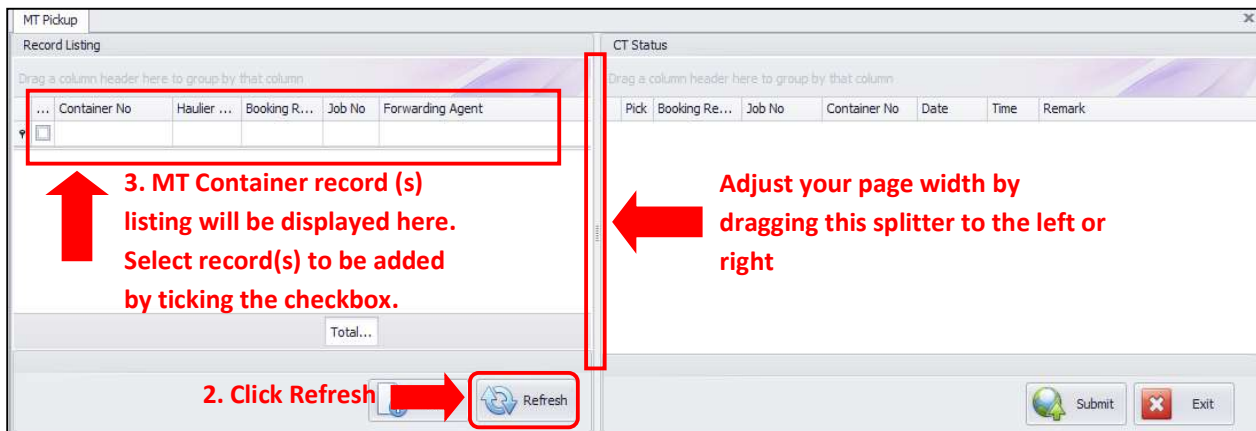 MT Pickup
x
Record Listing
CT Status
Drag a column header here to group by that column
Drag a column header here to group by that column
... Container No Haulier ... Booking R... Job No Forwarding Agent
Pick Booking Re... Job No Container No Date Time Remark
3. MT Container record (s)
listing will be displayed here.
Select record(s) to be added
by ticking the checkbox.
Adjust your page width by
dragging this splitter to the left or
right
Total...
2. Click Refresh
Refresh
Submit
Exit